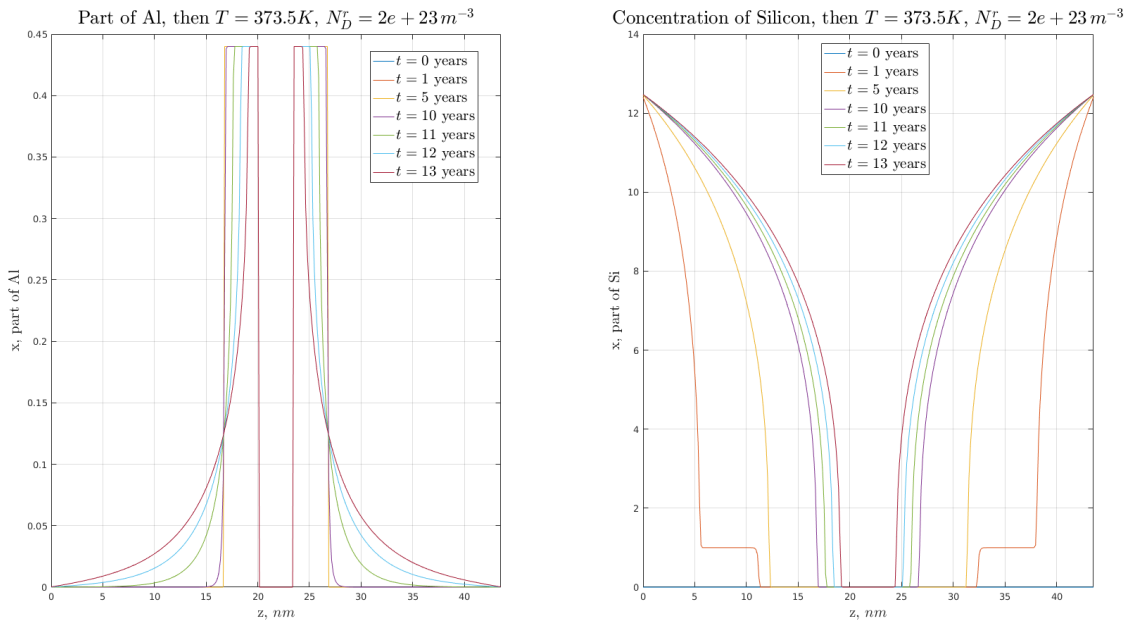 Part of Al, then T = 373.5K, N_D^r = 2e + 23 m^−3
0.45
0.4
0.35
0.3
0.25
0.2
0.15
0.1
0.05
0
x, part of Al
0 5 10 15 20 25 30 35 40
z, nm
t = 0 years
t = 1 years
t = 5 years
t = 10 years
t = 11 years
t = 12 years
t = 13 years
Concentration of Silicon, then T = 373.5K, N_D^r = 2e + 23 m^−3
14
12
10
8
6
4
2
0
x, part of Si
0 5 10 15 20 25 30 35 40
z, nm
t = 0 years
t = 1 years
t = 5 years
t = 10 years
t = 11 years
t = 12 years
t = 13 years